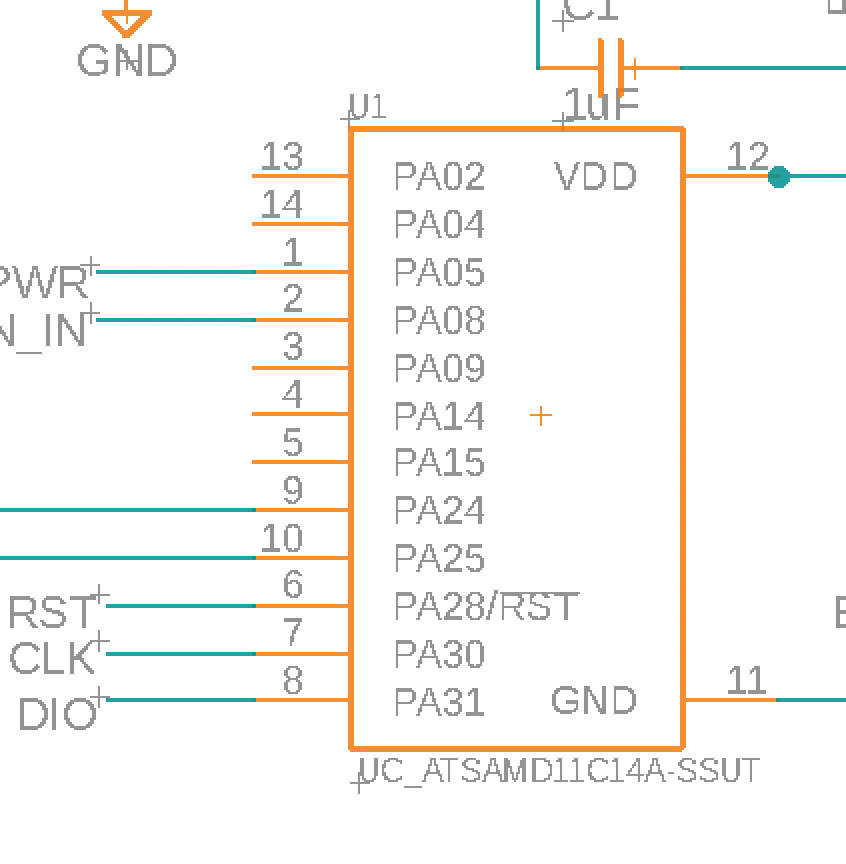 C1
GND
1uF
U1
13 PA02 VDD 12
14 PA04
PWR 1 PA05
N_IN 2 PA08
3 PA09
4 PA14
5 PA15
9 PA24
10 PA25
RST 6 PA28/RST
CLK 7 PA30
DIO 8 PA31 GND 11
UC_ATSAMD11C14A-SSUT